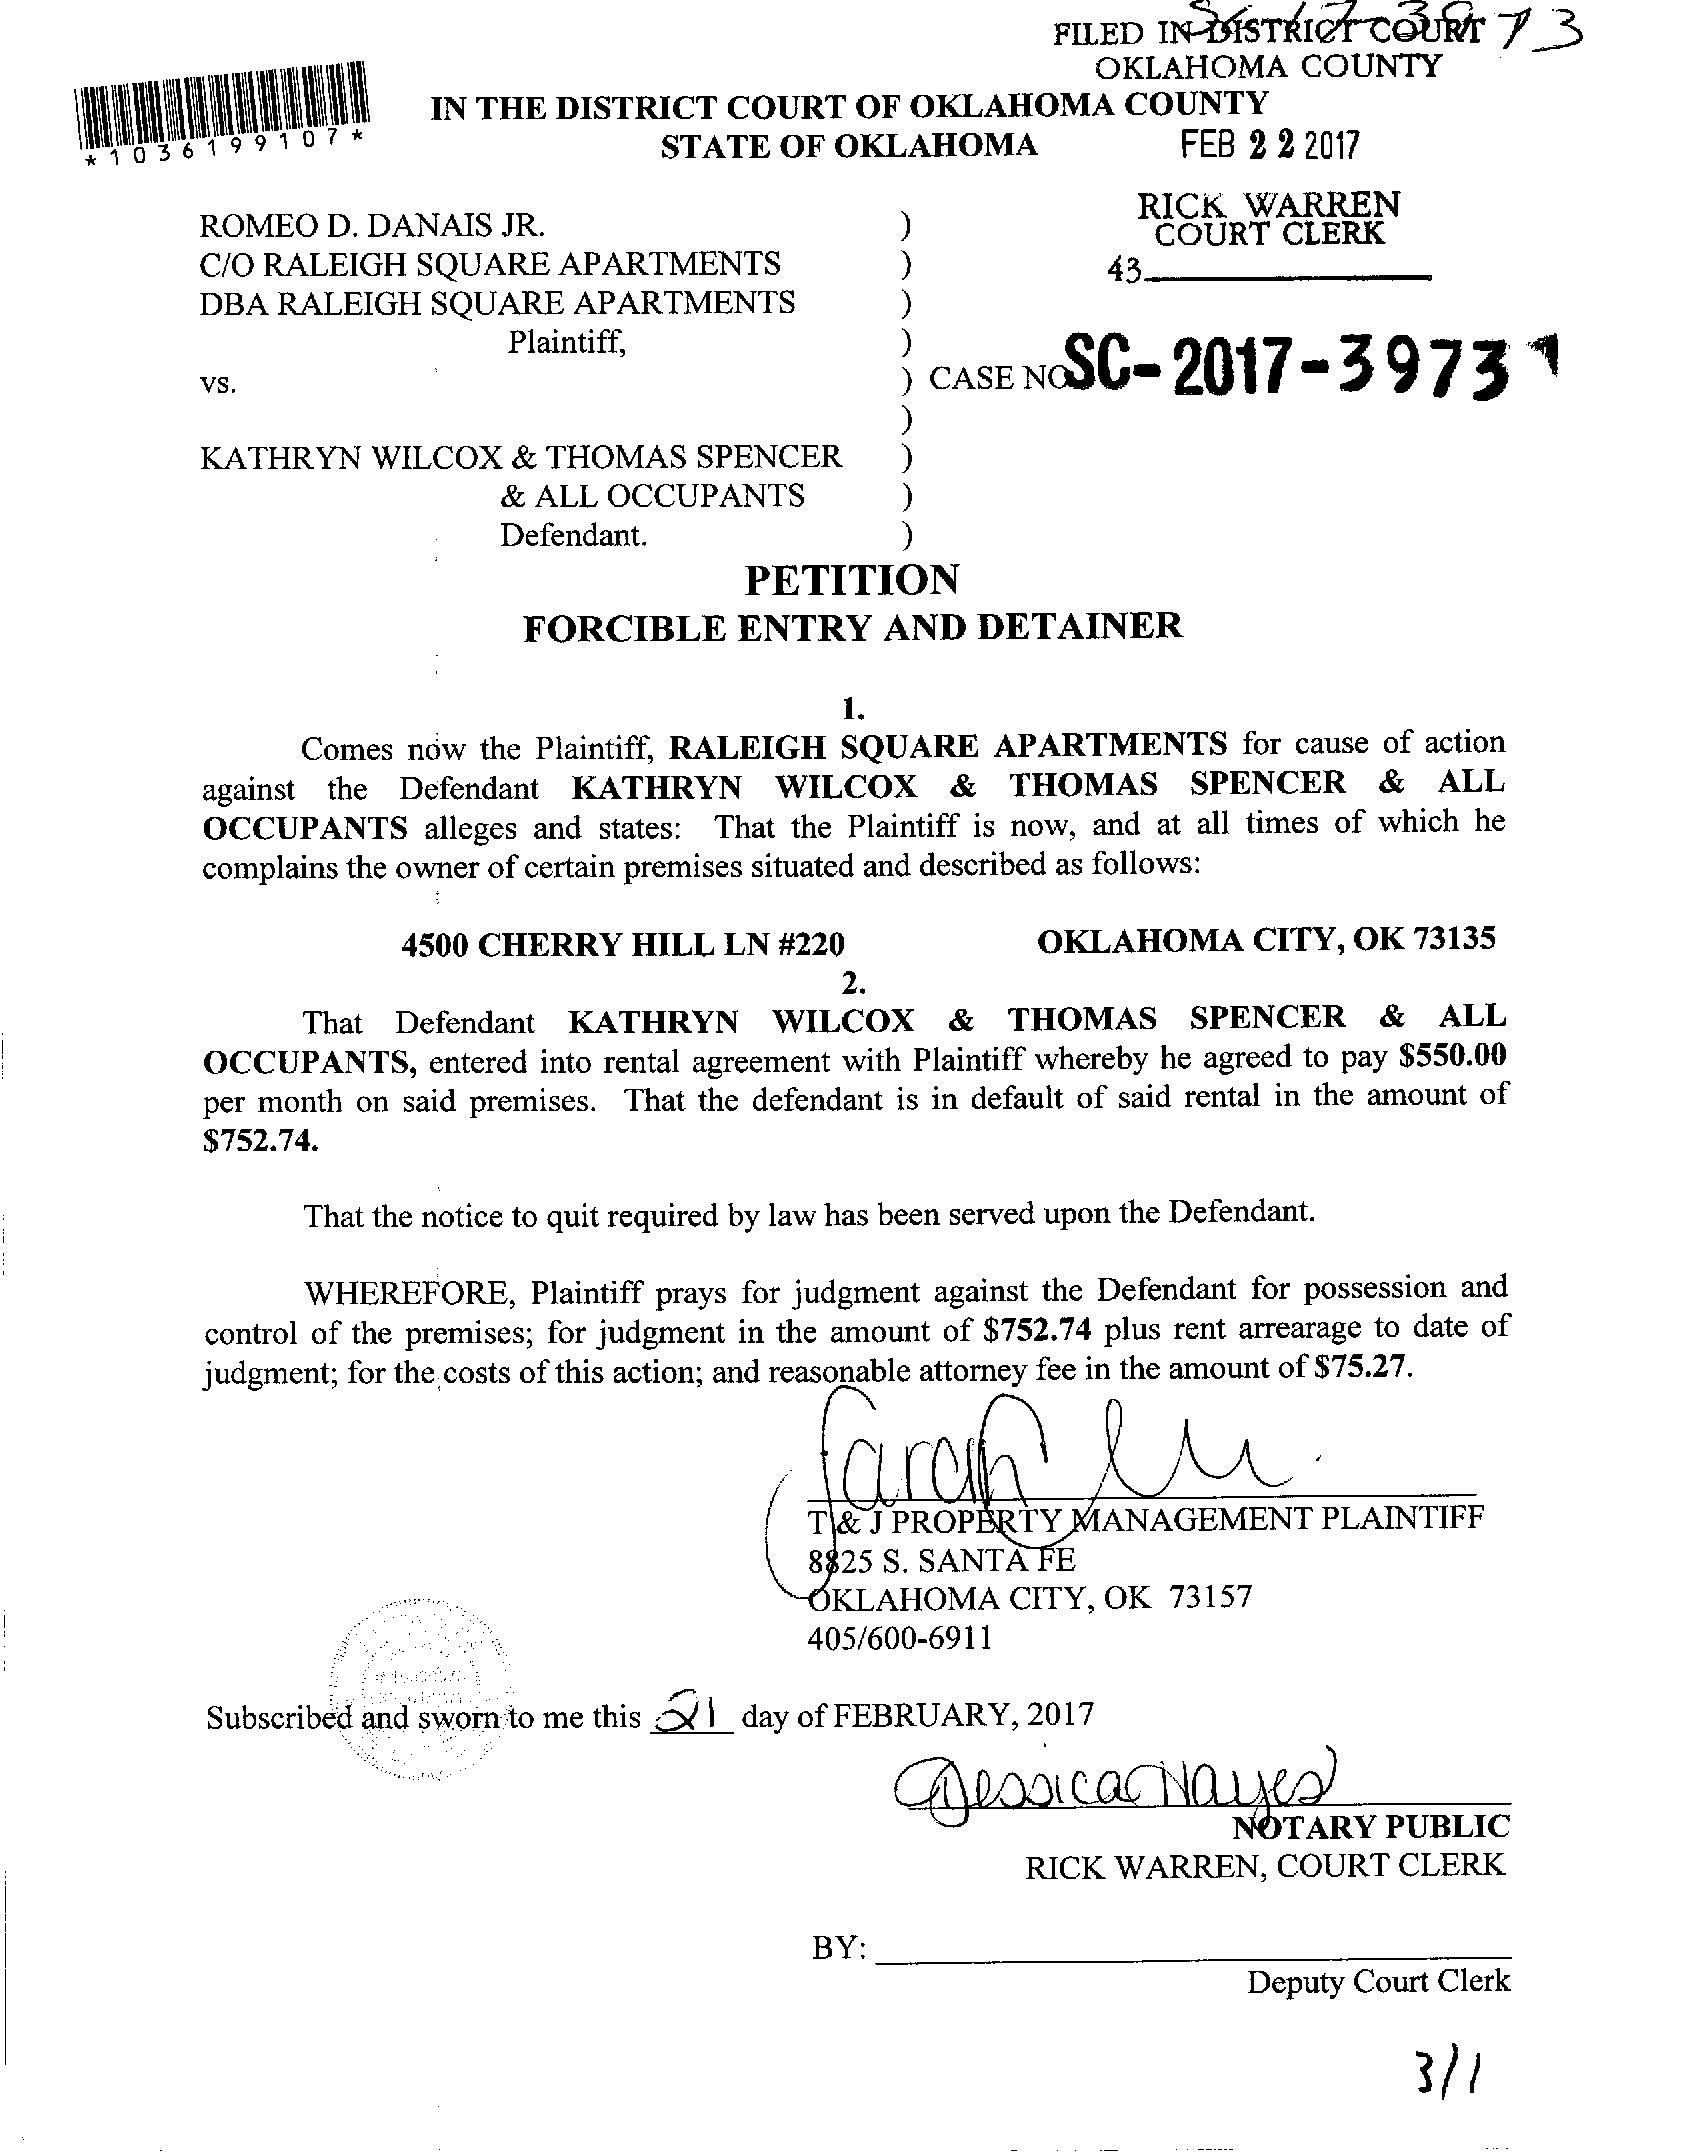 SC-17-3973
FILED IN DISTRICT COURT
OKLAHOMA COUNTY
*1036199107*
IN THE DISTRICT COURT OF OKLAHOMA COUNTY
STATE OF OKLAHOMA
FEB 22 2017
RICK WARREN
COURT CLERK
43
ROMEO D. DANAIS JR. )
C/O RALEIGH SQUARE APARTMENTS )
DBA RALEIGH SQUARE APARTMENTS )
Plaintiff, )
vs. ) CASE NO SC-2017-3973
)
KATHRYN WILCOX & THOMAS SPENCER )
& ALL OCCUPANTS )
Defendant. )
PETITION
FORCIBLE ENTRY AND DETAINER
1.
Comes now the Plaintiff, RALEIGH SQUARE APARTMENTS for cause of action
against the Defendant KATHRYN WILCOX & THOMAS SPENCER & ALL
OCCUPANTS alleges and states: That the Plaintiff is now, and at all times of which he
complains the owner of certain premises situated and described as follows:
4500 CHERRY HILL LN #220 OKLAHOMA CITY, OK 73135
2.
That Defendant KATHRYN WILCOX & THOMAS SPENCER & ALL
OCCUPANTS, entered into rental agreement with Plaintiff whereby he agreed to pay $550.00
per month on said premises. That the defendant is in default of said rental in the amount of
$752.74.
That the notice to quit required by law has been served upon the Defendant.
WHEREFORE, Plaintiff prays for judgment against the Defendant for possession and
control of the premises; for judgment in the amount of $752.74 plus rent arrearage to date of
judgment; for the costs of this action; and reasonable attorney fee in the amount of $75.27.
Sarah
T & J PROPERTY MANAGEMENT PLAINTIFF
8825 S. SANTA FE
OKLAHOMA CITY, OK 73157
405/600-6911
Subscribed and sworn to me this 21 day of FEBRUARY, 2017
Jessica Hayes
NOTARY PUBLIC
RICK WARREN, COURT CLERK
BY:
Deputy Court Clerk
3/1